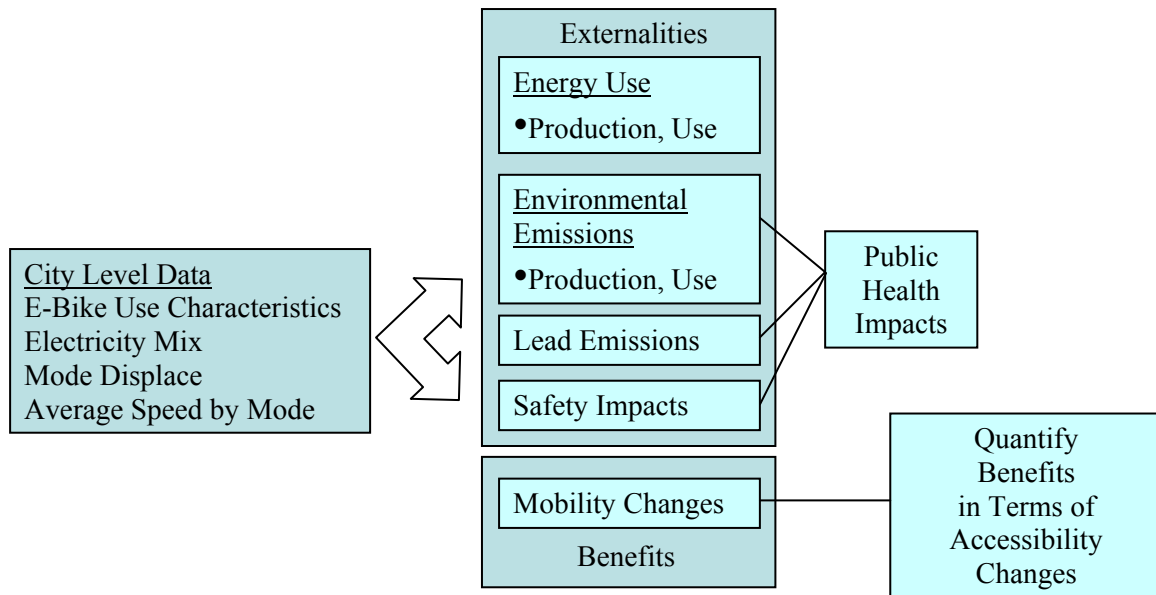 City Level Data
E-Bike Use Characteristics
Electricity Mix
Mode Displace
Average Speed by Mode
Externalities
Energy Use
•Production, Use
Environmental
Emissions
•Production, Use
Lead Emissions
Safety Impacts
Mobility Changes
Benefits
Public
Health
Impacts
Quantify
Benefits
in Terms of
Accessibility
Changes